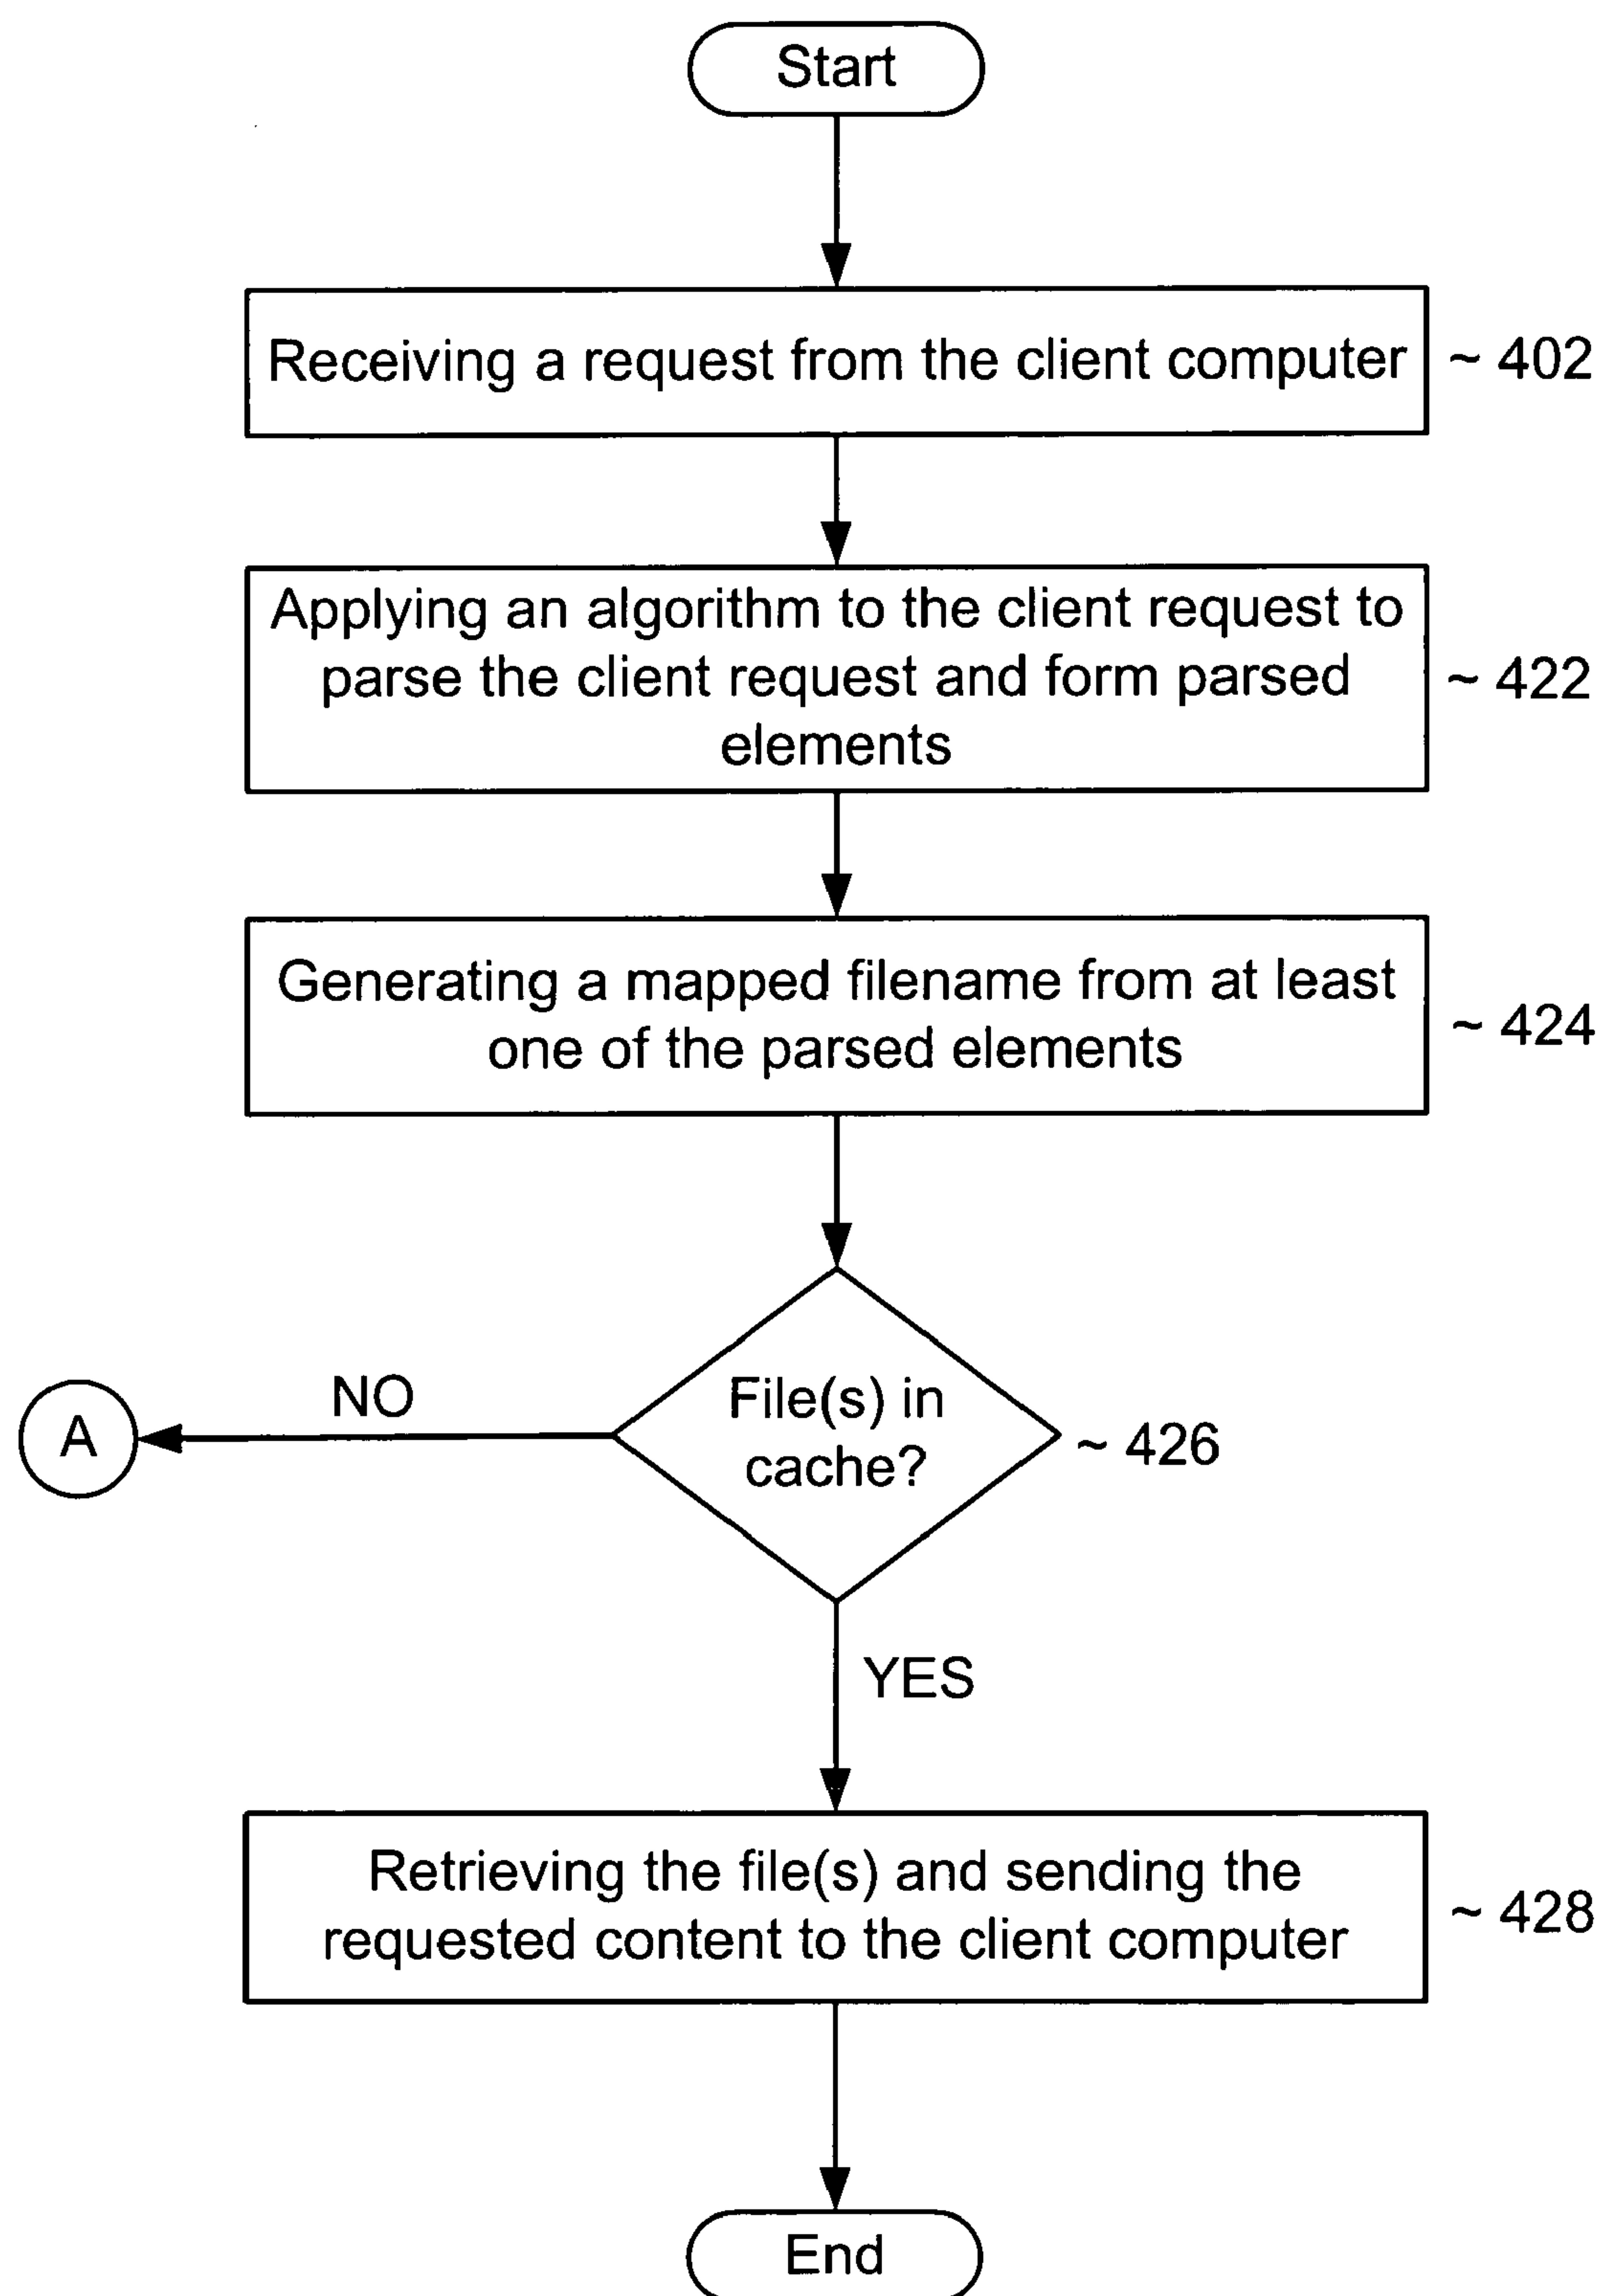 Start
Receiving a request from the client computer
~ 402
Applying an algorithm to the client request to
parse the client request and form parsed
elements
~ 422
Generating a mapped filename from at least
one of the parsed elements
~ 424
File(s) in
cache?
~ 426
NO
A
YES
Retrieving the file(s) and sending the
requested content to the client computer
~ 428
End